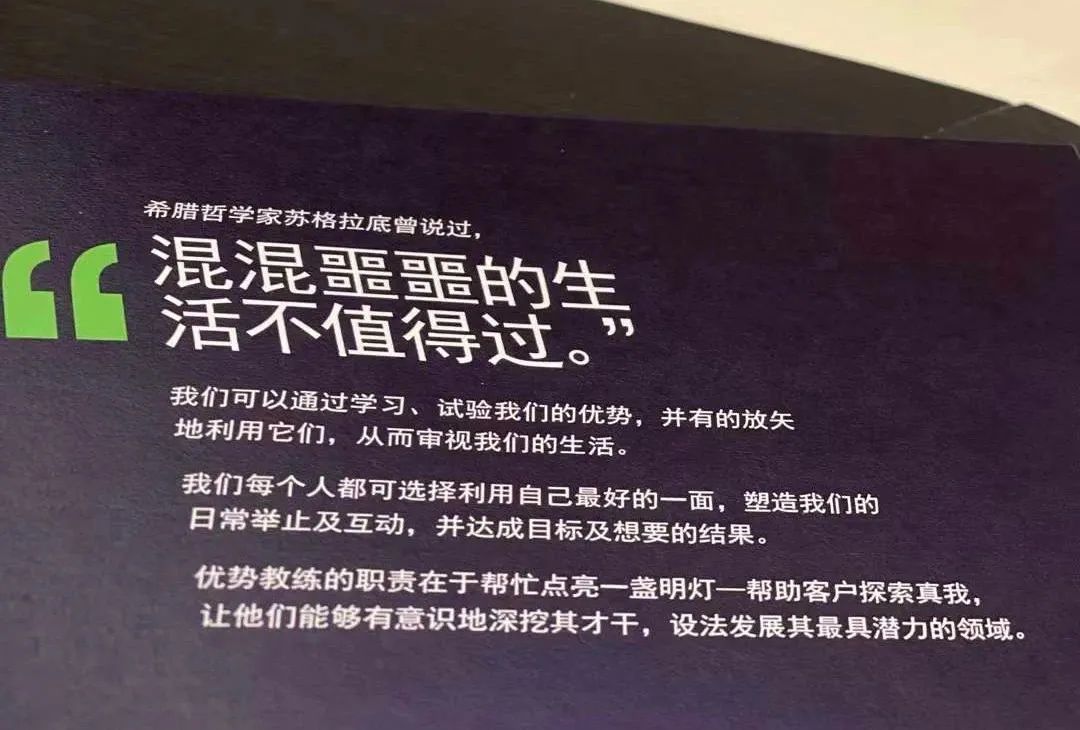 希腊哲学家苏格拉底曾说过，
“混混噩噩的生
活不值得过。”
我们可以通过学习、试验我们的优势，并有的放矢
地利用它们，从而审视我们的生活。
我们每个人都可选择利用自己最好的一面，塑造我们的
日常举止及互动，并达成目标及想要的结果。
优势教练的职责在于帮忙点亮一盏明灯—帮助客户探索真我，
让他们能够有意识地深挖其才干，设法发展其最具潜力的领域。